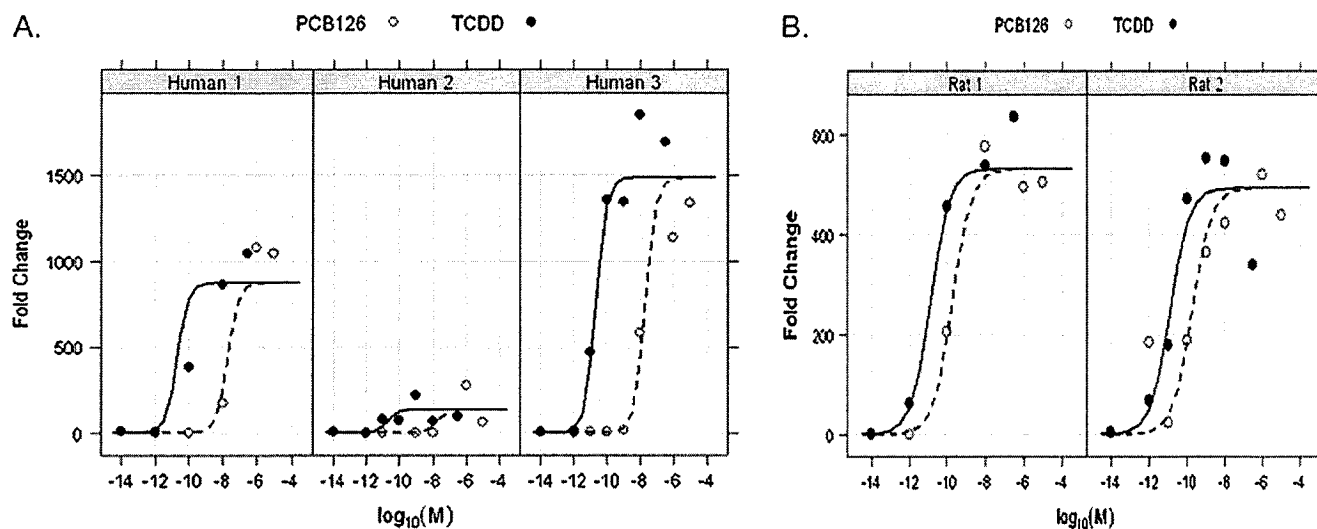 A.
PCB126 TCDD
Human 1 Human 2 Human 3
Fold Change
1500
1000
500
0
-14 -12 -10 -8 -6 -4 -14 -12 -10 -8 -6 -4 -14 -12 -10 -8 -6 -4
log10(M)
B.
PCB126 TCDD
Rat 1 Rat 2
Fold Change
600
400
200
0
-14 -12 -10 -8 -6 -4 -14 -12 -10 -8 -6 -4
log10(M)